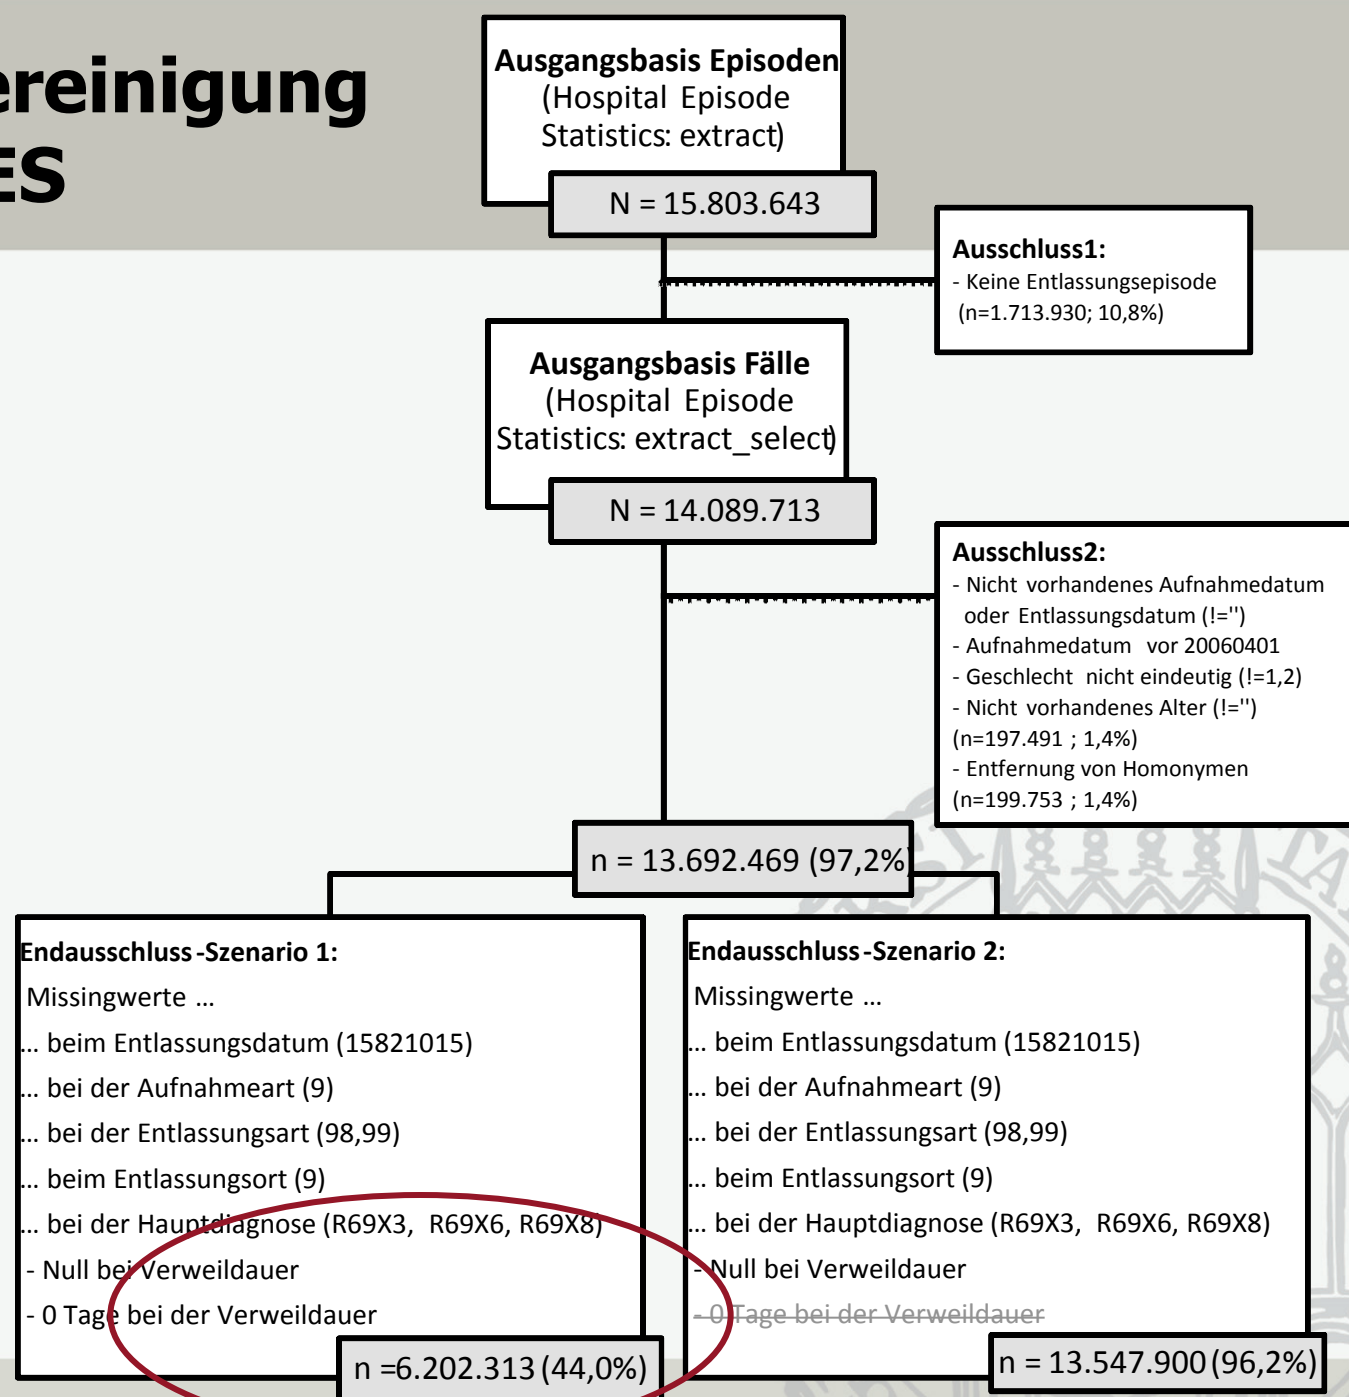 ereinigung
ES
Ausgangsbasis Episoden
(Hospital Episode
Statistics: extract)
N = 15.803.643
Ausschluss1:
- Keine Entlassungsepisode
(n=1.713.930; 10,8%)
Ausgangsbasis Fälle
(Hospital Episode
Statistics: extract_select)
N = 14.089.713
Ausschluss2:
- Nicht vorhandenes Aufnahmedatum
oder Entlassungsdatum (!='')
- Aufnahmedatum vor 20060401
- Geschlecht nicht eindeutig (!=1,2)
- Nicht vorhandenes Alter (!='')
(n=197.491 ; 1,4%)
- Entfernung von Homonymen
(n=199.753 ; 1,4%)
n = 13.692.469 (97,2%)
Endausschluss-Szenario 1:
Missingwerte ...
... beim Entlassungsdatum (15821015)
... bei der Aufnahmeart (9)
... bei der Entlassungsart (98,99)
... beim Entlassungsort (9)
... bei der Hauptdiagnose (R69X3, R69X6, R69X8)
- Null bei Verweildauer
- 0 Tage bei der Verweildauer
n =6.202.313 (44,0%)
Endausschluss-Szenario 2:
Missingwerte ...
... beim Entlassungsdatum (15821015)
... bei der Aufnahmeart (9)
... bei der Entlassungsart (98,99)
... beim Entlassungsort (9)
... bei der Hauptdiagnose (R69X3, R69X6, R69X8)
- Null bei Verweildauer
- 0 Tage bei der Verweildauer
n = 13.547.900 (96,2%)